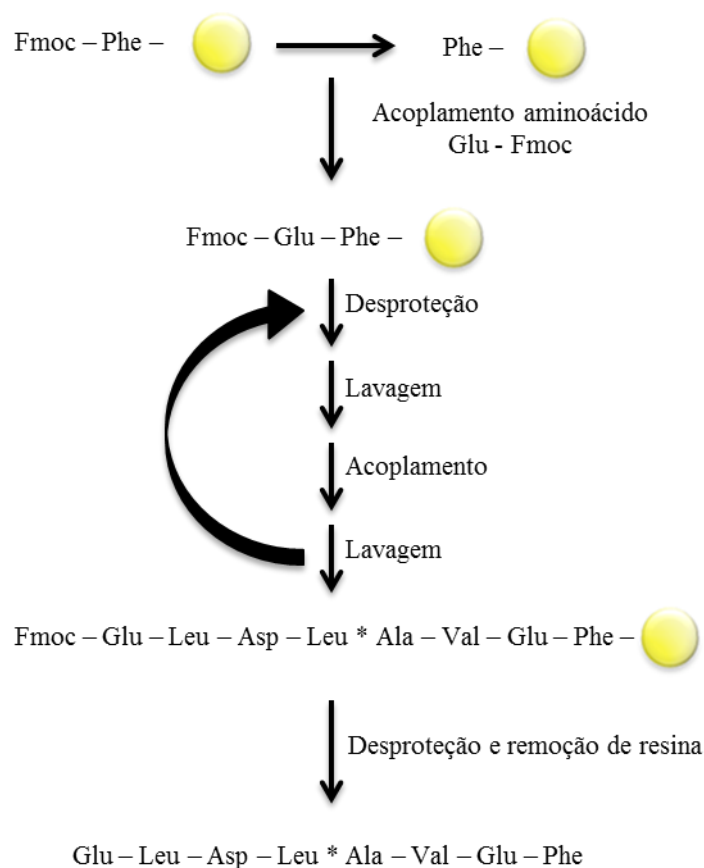 Fmoc – Phe –
Phe –
Acoplamento aminoácido
Glu - Fmoc
Fmoc – Glu – Phe –
Desproteção
Lavagem
Acoplamento
Lavagem
Fmoc – Glu – Leu – Asp – Leu * Ala – Val – Glu – Phe –
Desproteção e remoção de resina
Glu – Leu – Asp – Leu * Ala – Val – Glu – Phe